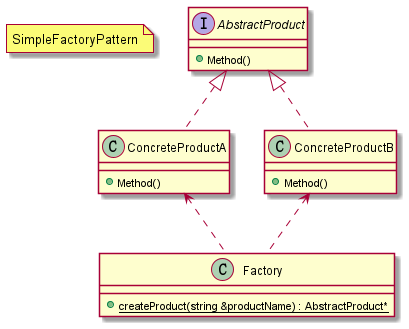 SimpleFactoryPattern
I AbstractProduct
Method()
C ConcreteProductA
Method()
C ConcreteProductB
Method()
C Factory
createProduct(string &productName) : AbstractProduct*